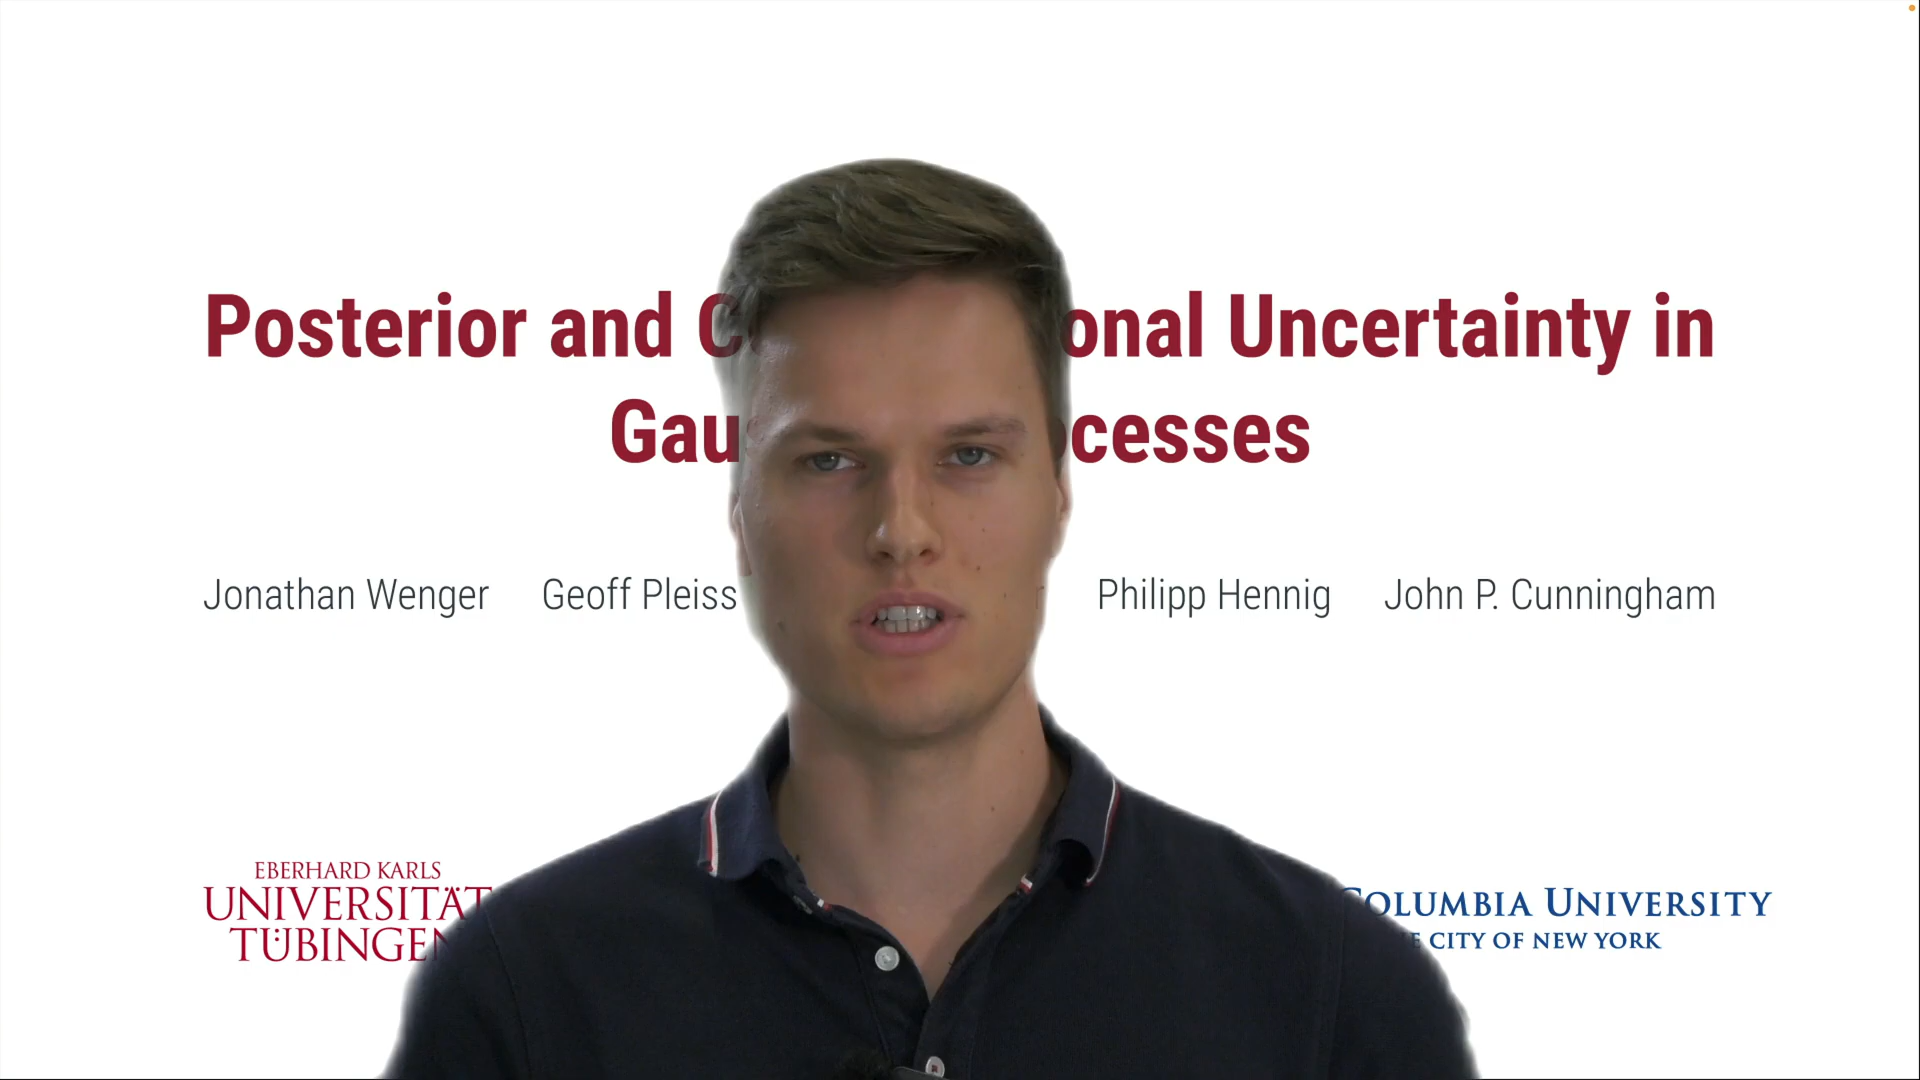 Posterior and onal Uncertainty in
Gau cesses
Jonathan Wenger Geoff Pleiss Philipp Hennig John P. Cunningham
EBERHARD KARLS
UNIVERSITÄT
TÜBINGEN
COLUMBIA UNIVERSITY
CITY OF NEW YORK